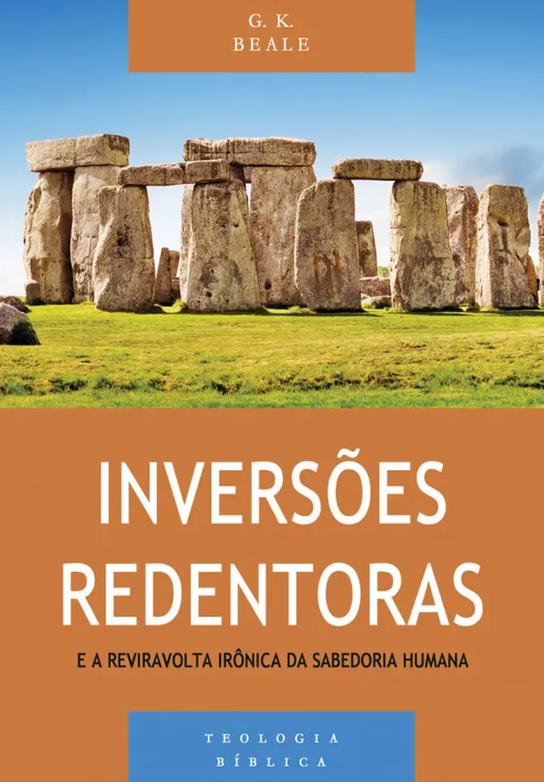 G. K.
BEALE
INVERSÕES
REDENTORAS
E A REVIRAVOLTA IRÔNICA DA SABEDORIA HUMANA
TEOLOGIA
BÍBLICA